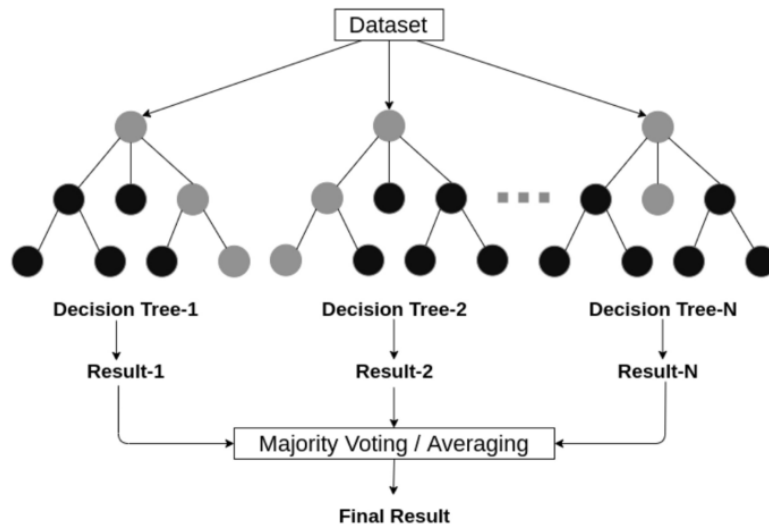 Dataset
Decision Tree-1
Decision Tree-2
Decision Tree-N
Result-1
Result-2
Result-N
Majority Voting / Averaging
Final Result